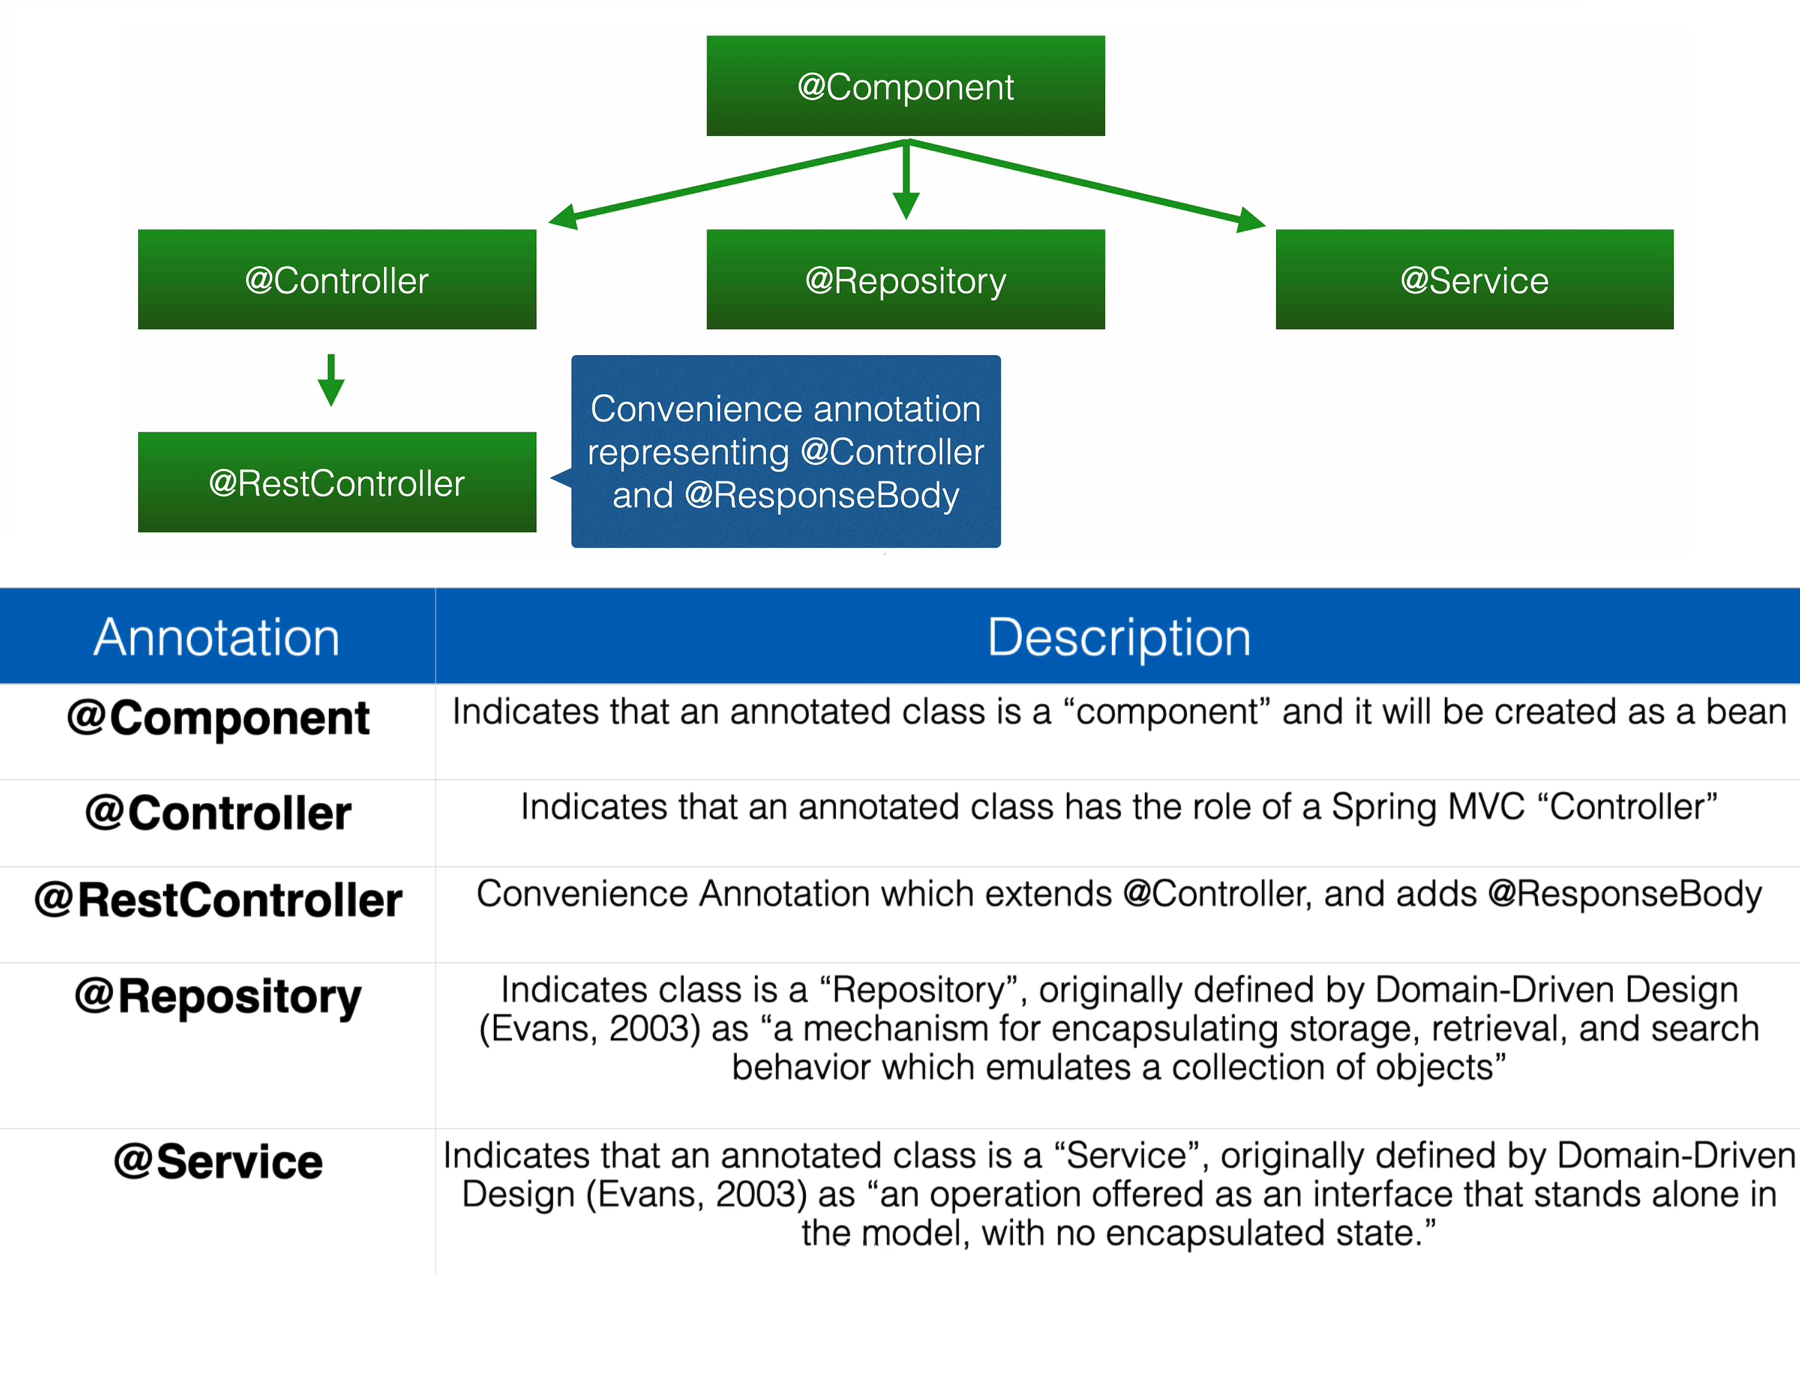 @Component
@Controller
@Repository
@Service
@RestController
Convenience annotation
representing @Controller
and @ResponseBody
Annotation
Description
@Component
Indicates that an annotated class is a “component” and it will be created as a bean
@Controller
Indicates that an annotated class has the role of a Spring MVC “Controller”
@RestController
Convenience Annotation which extends @Controller, and adds @ResponseBody
@Repository
Indicates class is a “Repository”, originally defined by Domain-Driven Design
(Evans, 2003) as “a mechanism for encapsulating storage, retrieval, and search
behavior which emulates a collection of objects”
@Service
Indicates that an annotated class is a “Service”, originally defined by Domain-Driven
Design (Evans, 2003) as “an operation offered as an interface that stands alone in
the model, with no encapsulated state.”